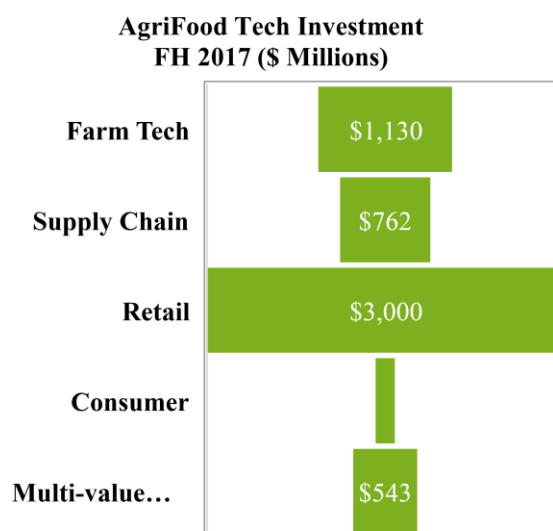 AgriFood Tech Investment
FH 2017 ($ Millions)
Farm Tech $1,130
Supply Chain $762
Retail $3,000
Consumer
Multi-value… $543